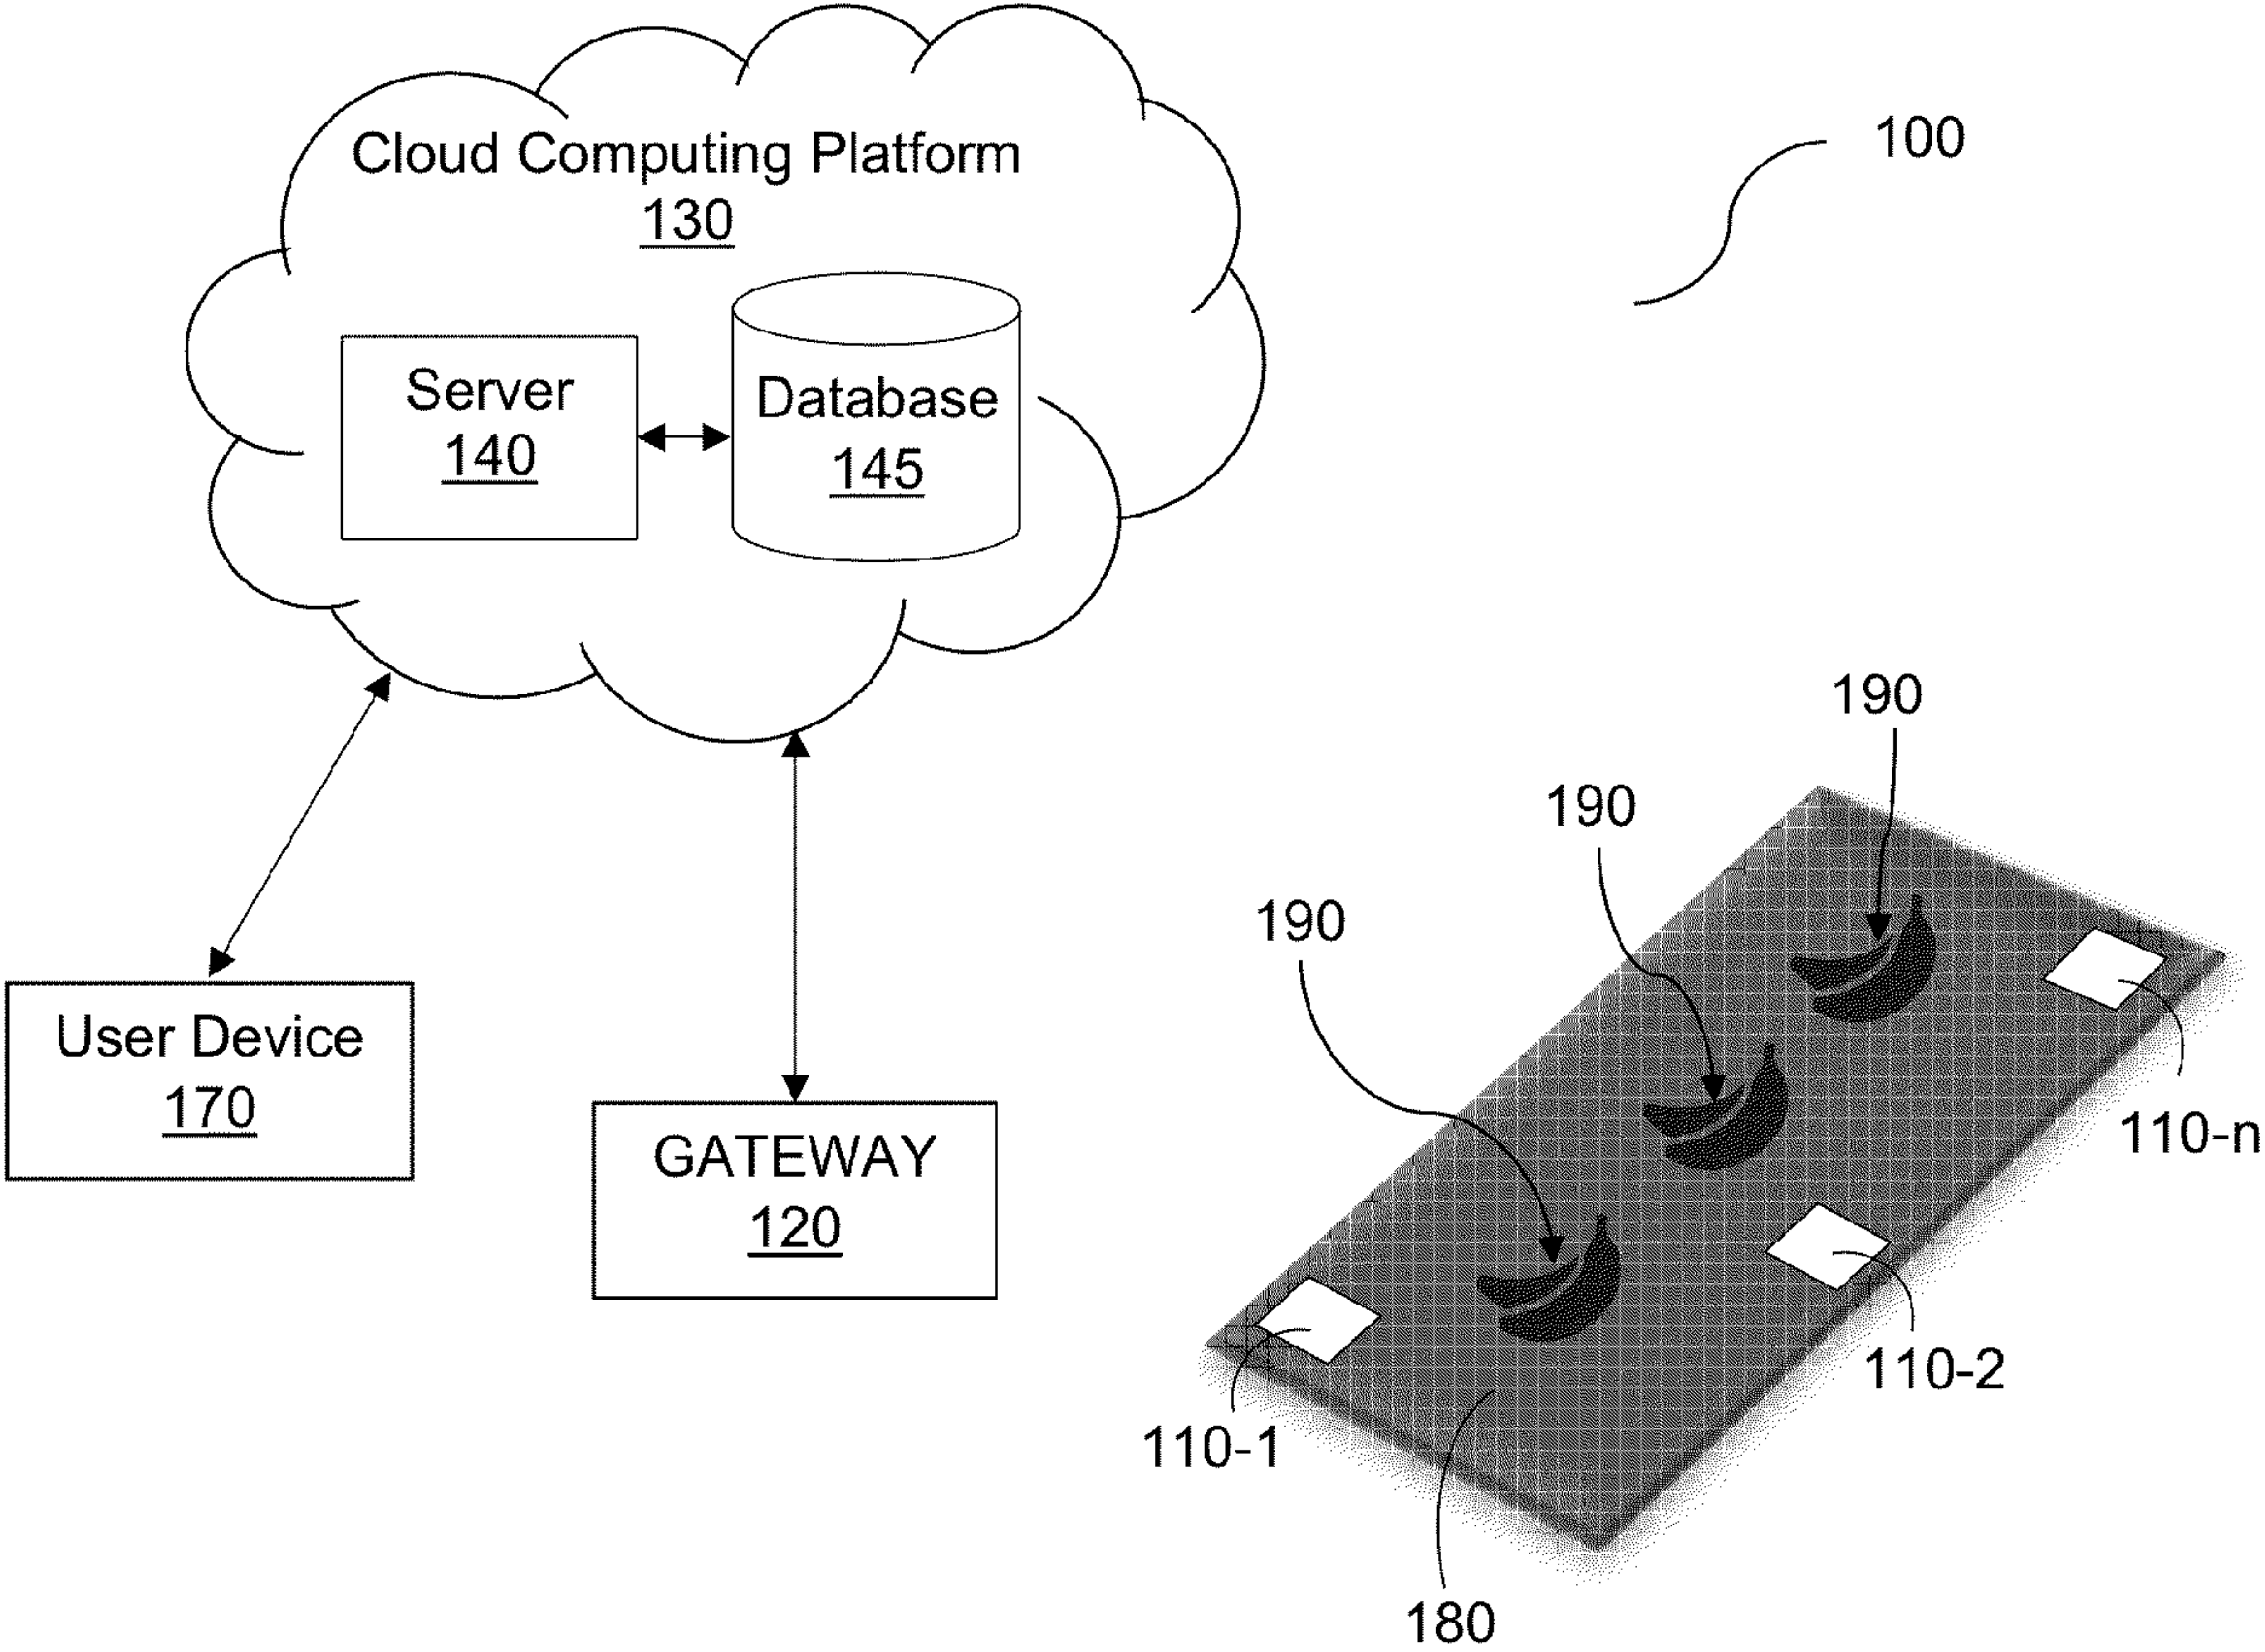 Cloud Computing Platform
130
100
Server
140
Database
145
190
190
190
User Device
170
GATEWAY
120
110-n
110-2
110-1
180